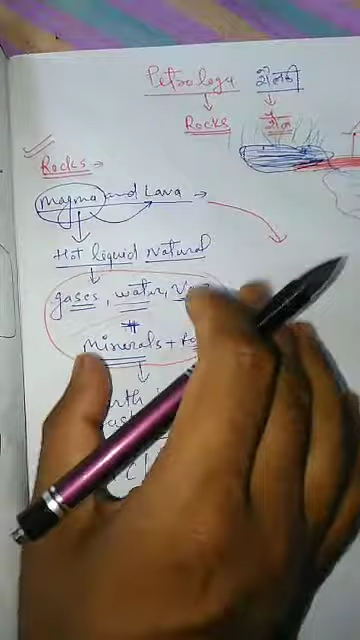 Petrology शैलिकी
Rocks शैल
Rocks →
Magma and Lava →
Hot liquid Natural
gases, water,
+
Minerals +